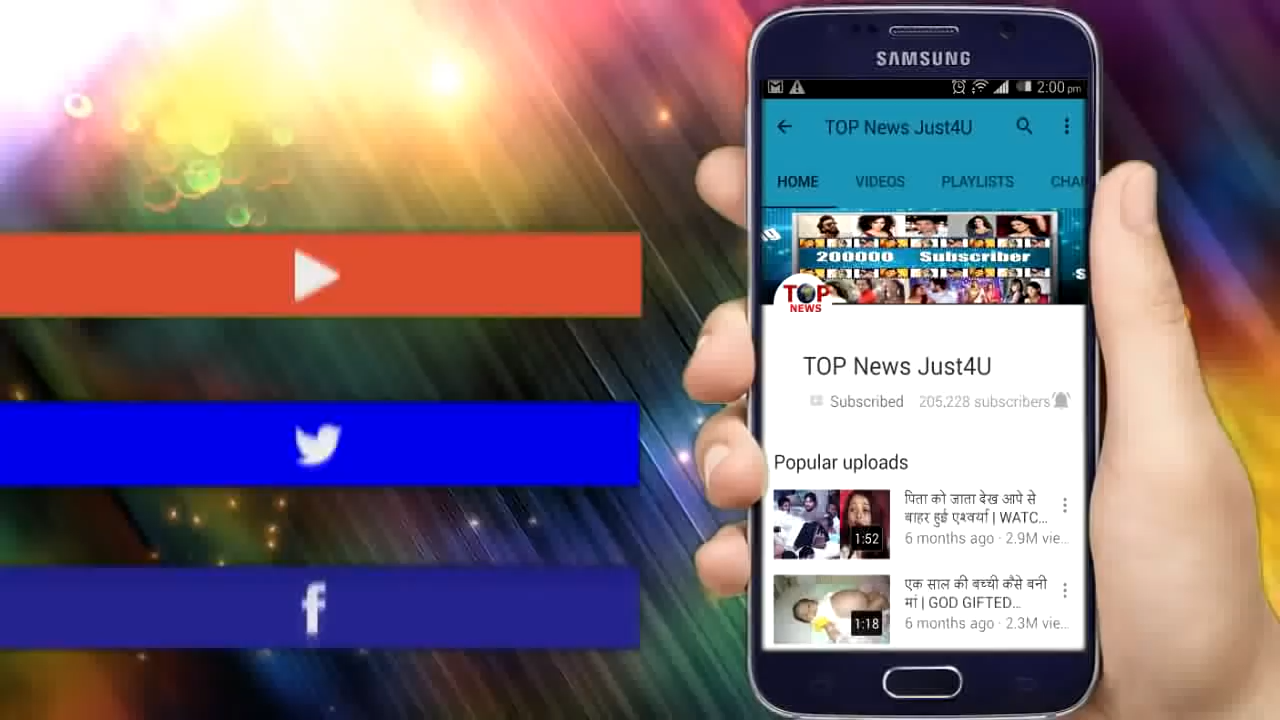 SAMSUNG
2:00 pm
TOP News Just4U
HOME VIDEOS PLAYLISTS CHAN
200000 Subscriber
TOP
NEWS
TOP News Just4U
Subscribed 205,228 subscribers
Popular uploads
पिता को जाता देख आपे से
बाहर हुई एश्वर्या | WATC...
6 months ago · 2.9M vie...
1:52
एक साल की बच्ची कैसे बनी
मां | GOD GIFTED...
6 months ago · 2.3M vie...
1:18